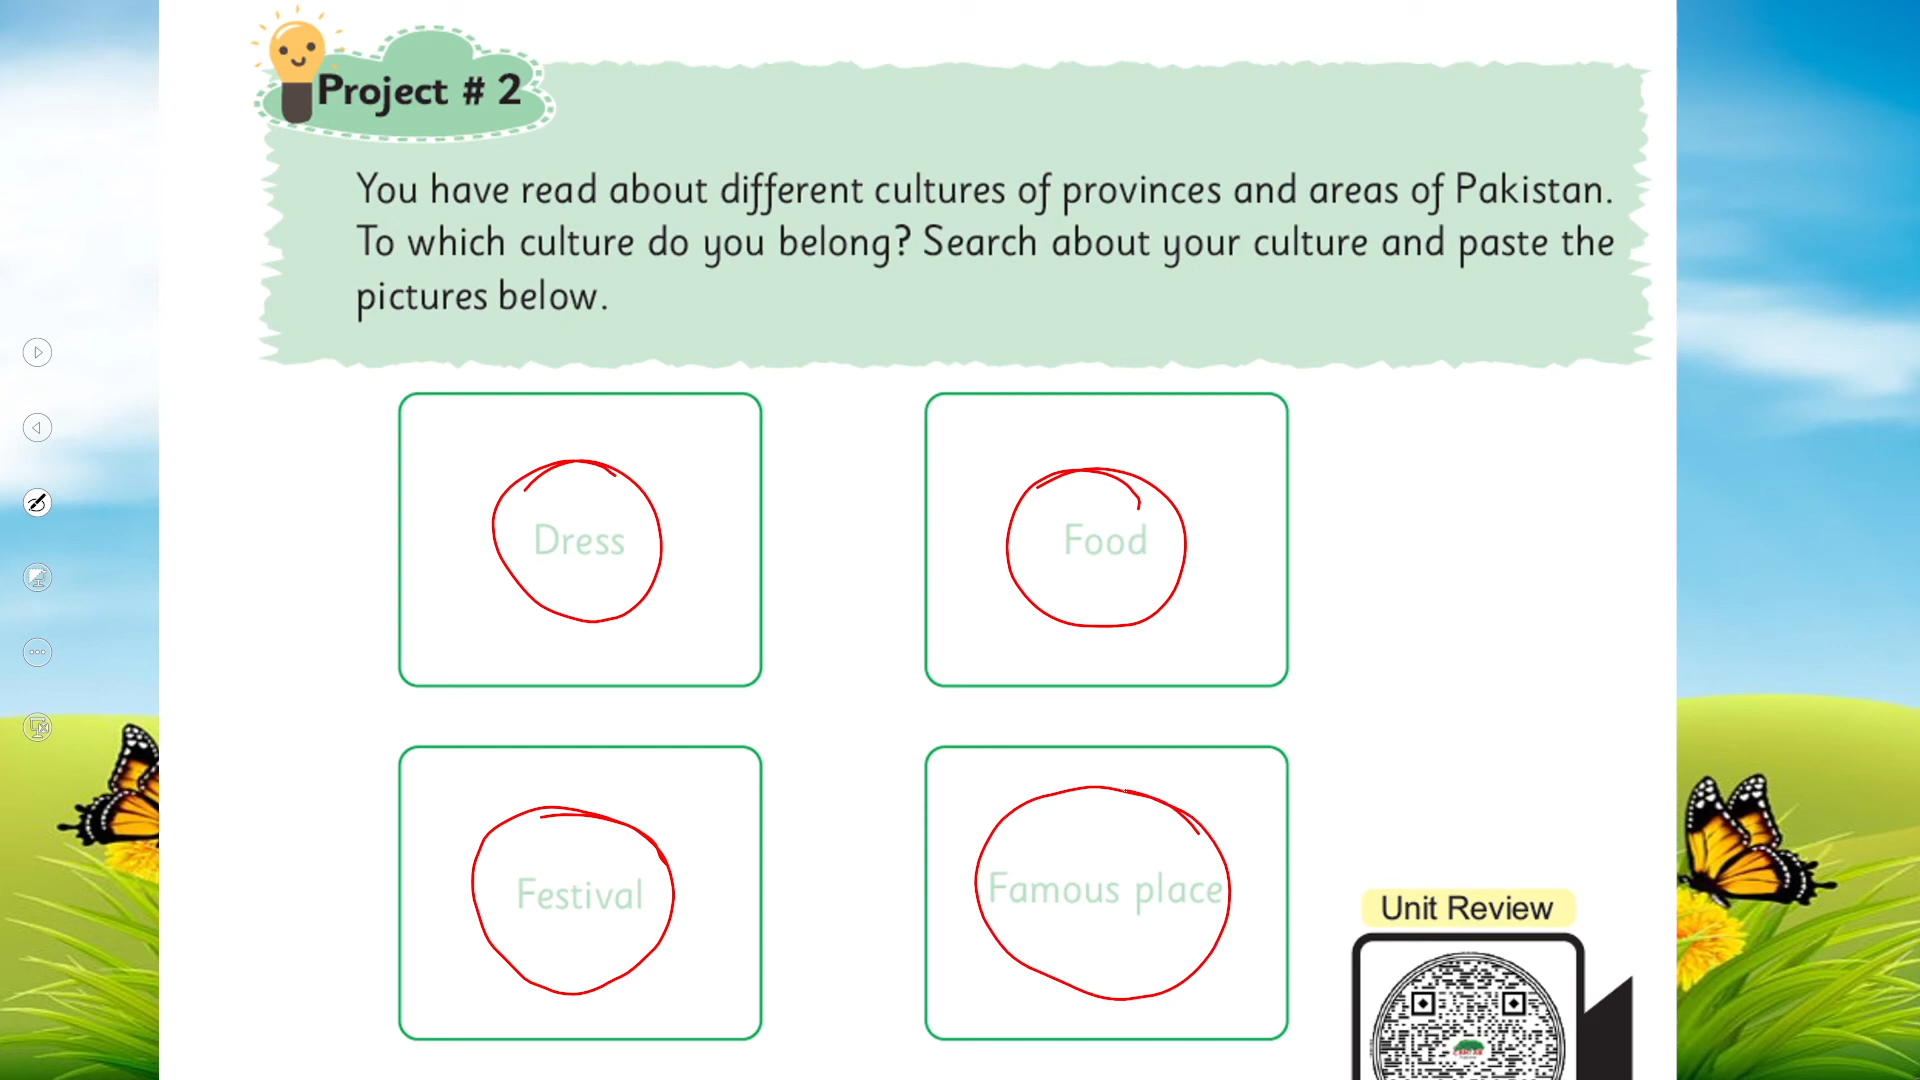 Project # 2
You have read about different cultures of provinces and areas of Pakistan.
To which culture do you belong? Search about your culture and paste the
pictures below.
Dress
Food
Festival
Famous place
Unit Review